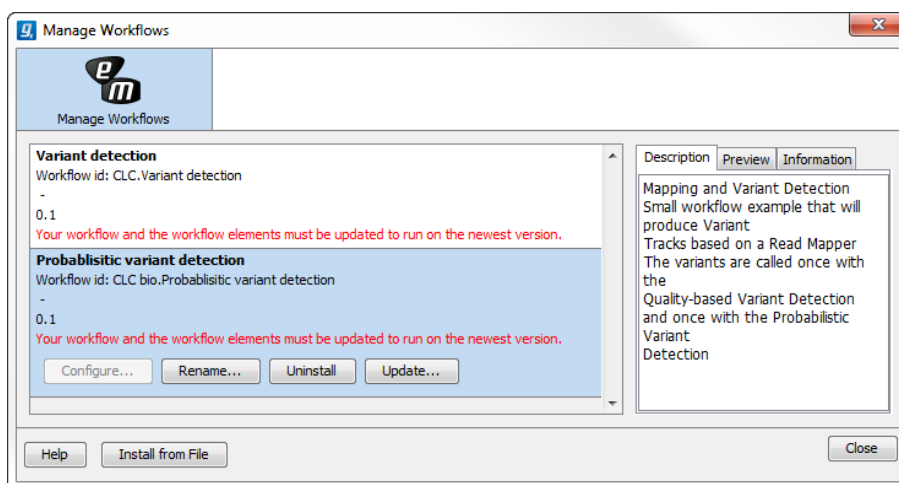 Manage Workflows
Manage Workflows
Variant detection
Workflow id: CLC.Variant detection
-
0.1
Your workflow and the workflow elements must be updated to run on the newest version.
Probablisitic variant detection
Workflow id: CLC bio.Probablisitic variant detection
-
0.1
Your workflow and the workflow elements must be updated to run on the newest version.
Configure...
Rename...
Uninstall
Update...
Description
Preview
Information
Mapping and Variant Detection
Small workflow example that will
produce Variant
Tracks based on a Read Mapper
The variants are called once with
the
Quality-based Variant Detection
and once with the Probabilistic
Variant
Detection
Help
Install from File
Close